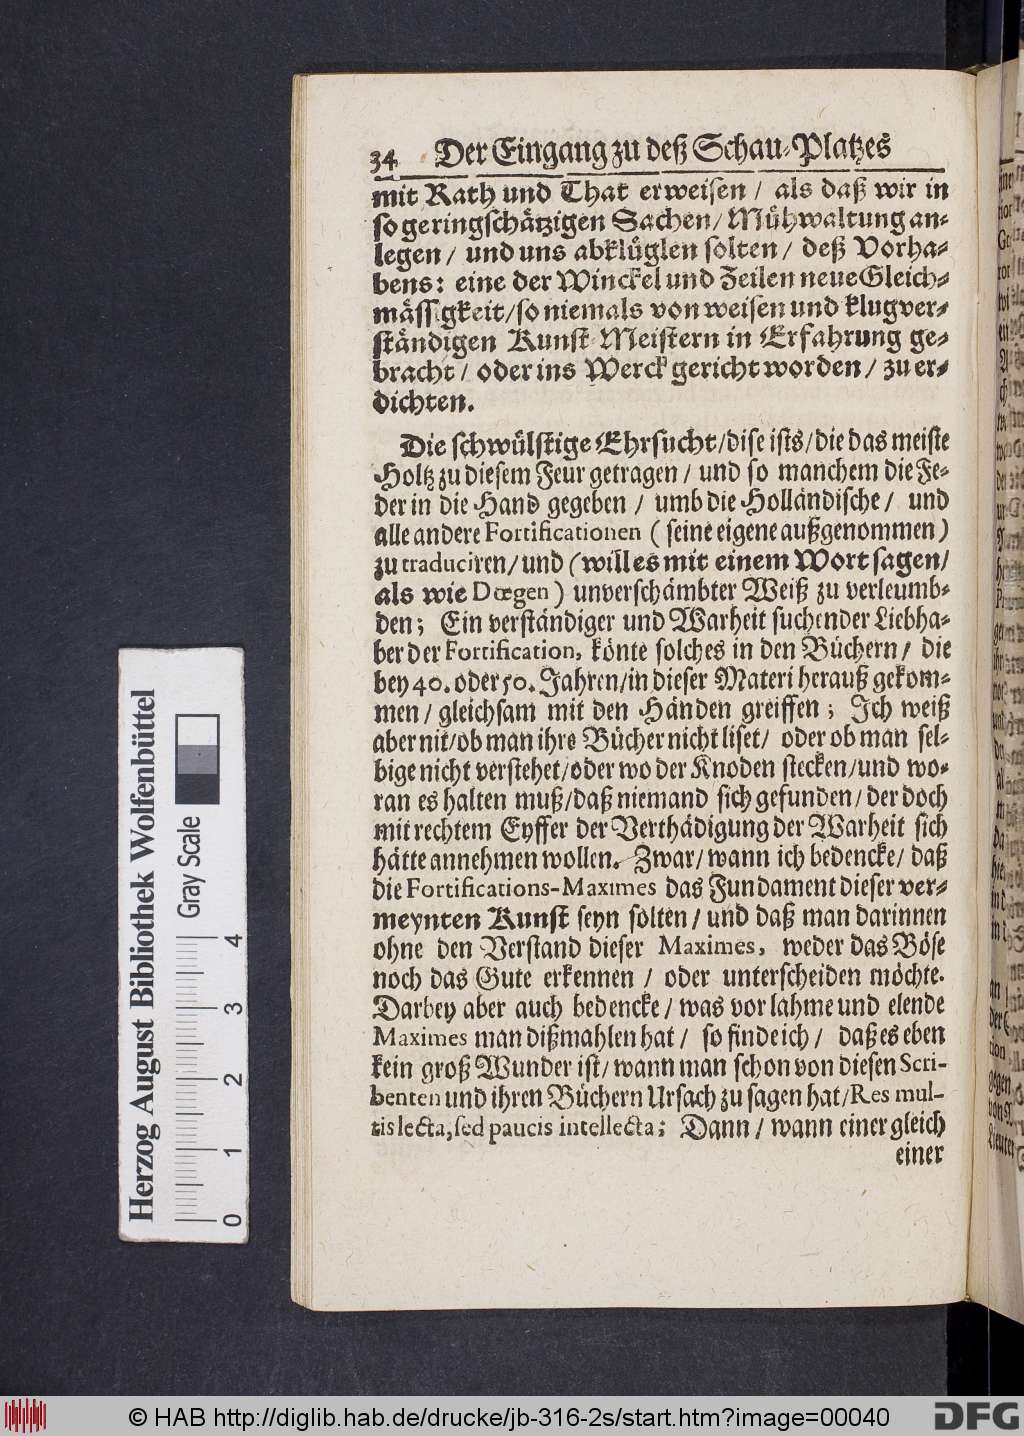 34 Der Eingang zu deß Schau-Platzes
mit Rath und That erweisen / als daß wir in
so geringschätzigen Sachen / Mühwaltung an-
legen / und uns abklüglen solten / deß Vorha-
bens: eine der Winckel und Zeilen neue Gleich-
mässigkeit / so niemals von weisen und klugver-
ständigen Kunst-Meistern in Erfahrung ge-
bracht / oder ins Werck gericht worden / zu er-
dichten.
Die schwülstige Ehrsucht / dise ists / die das meiste
Holtz zu diesem Feur getragen / und so manchem die Fe-
der in die Hand gegeben / umb die Holländische / und
alle andere Fortificationen ( seine eigene außgenommen )
zu traduciren / und ( will es mit einem Wort sagen /
als wie Dœgen ) unverschämbter Weiß zu verleumb-
den; Ein verständiger und Warheit suchender Liebha-
ber der Fortification, könte solches in den Büchern / die
bey 40. oder 50. Jahren / in dieser Materi herauß gekom-
men / gleichsam mit den Händen greiffen; Ich weiß
aber nit / ob man ihre Bücher nicht liset / oder ob man sel-
bige nicht verstehet / oder wo der Knoden stecken / und wo-
ran es halten muß / daß niemand sich gefunden / der doch
mit rechtem Eyffer der Verthädigung der Warheit sich
hätte annehmen wollen. Zwar / wann ich bedencke / daß
die Fortifications-Maximes das Fundament dieser ver-
meynten Kunst seyn solten / und daß man darinnen
ohne den Verstand dieser Maximes, weder das Böse
noch das Gute erkennen / oder unterscheiden möchte.
Darbey aber auch bedencke / was vor lahme und elende
Maximes man dißmahlen hat / so finde ich / daß es eben
kein groß Wunder ist / wann man schon von diesen Scri-
benten und ihren Büchern Ursach zu sagen hat / Res mul-
tis lecta, sed paucis intellecta; Dann / wann einer gleich
einer
Herzog August Bibliothek Wolfenbüttel
Gray Scale
0 1 2 3 4
© HAB http://diglib.hab.de/drucke/jb-316-2s/start.htm?image=00040
DFG